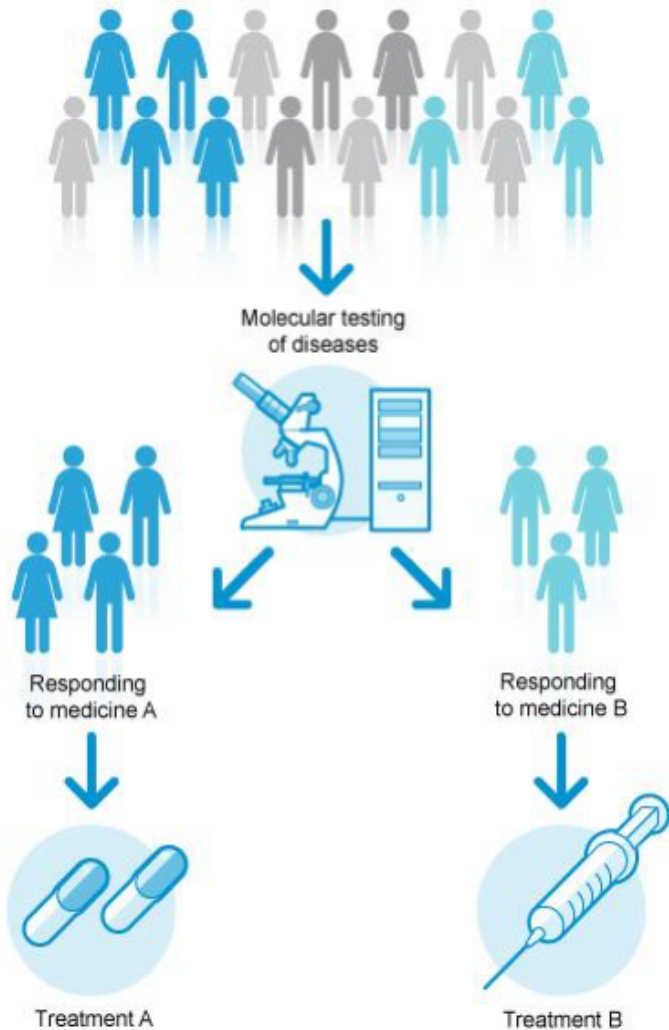 Molecular testing
of diseases
Responding
to medicine A
Responding
to medicine B
Treatment A
Treatment B